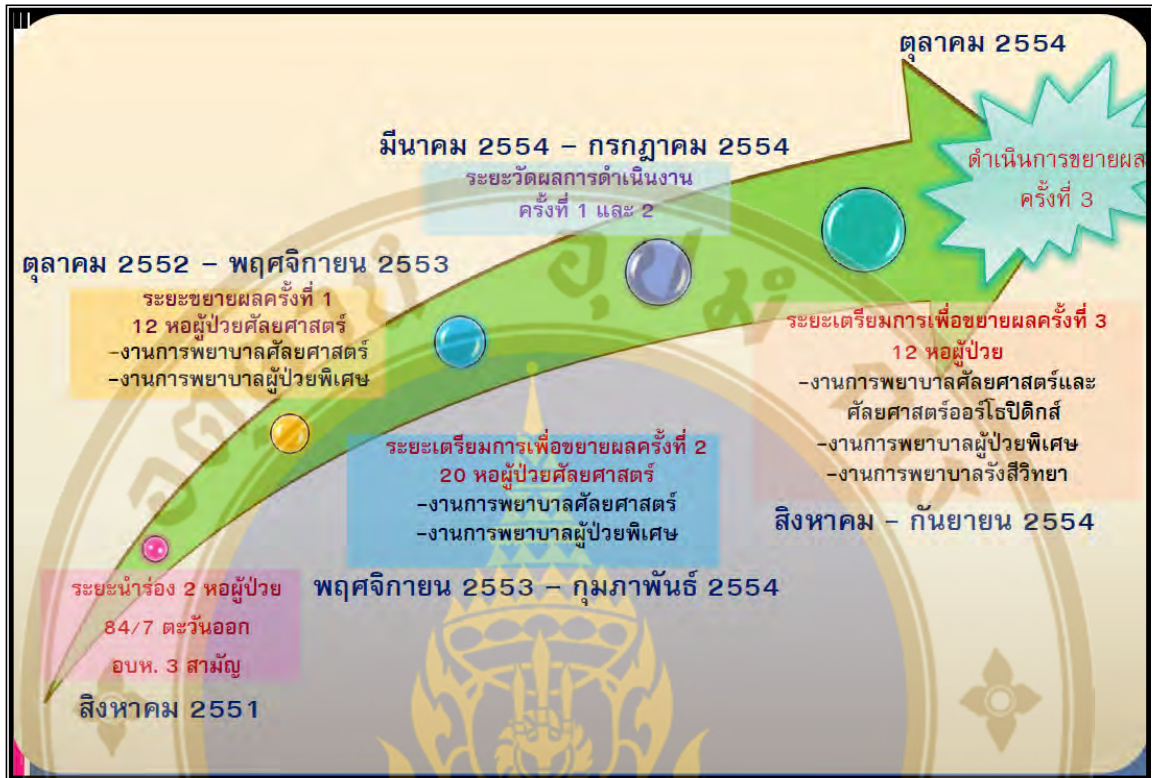 ตุลาคม 2554
ดำเนินการขยายผล
ครั้งที่ 3
มีนาคม 2554 – กรกฎาคม 2554
ระยะวัดผลการดำเนินงาน
ครั้งที่ 1 และ 2
ตุลาคม 2552 – พฤศจิกายน 2553
ระยะขยายผลครั้งที่ 1
12 หอผู้ป่วยศัลยศาสตร์
-งานการพยาบาลศัลยศาสตร์
-งานการพยาบาลผู้ป่วยพิเศษ
ระยะเตรียมการเพื่อขยายผลครั้งที่ 3
12 หอผู้ป่วย
-งานการพยาบาลศัลยศาสตร์และ
ศัลยศาสตร์ออร์โธปิดิกส์
-งานการพยาบาลผู้ป่วยพิเศษ
-งานการพยาบาลรังสีวิทยา
สิงหาคม – กันยายน 2554
ระยะเตรียมการเพื่อขยายผลครั้งที่ 2
20 หอผู้ป่วยศัลยศาสตร์
-งานการพยาบาลศัลยศาสตร์
-งานการพยาบาลผู้ป่วยพิเศษ
พฤศจิกายน 2553 – กุมภาพันธ์ 2554
ระยะนำร่อง 2 หอผู้ป่วย
84/7 ตะวันออก
อบห. 3 สามัญ
สิงหาคม 2551